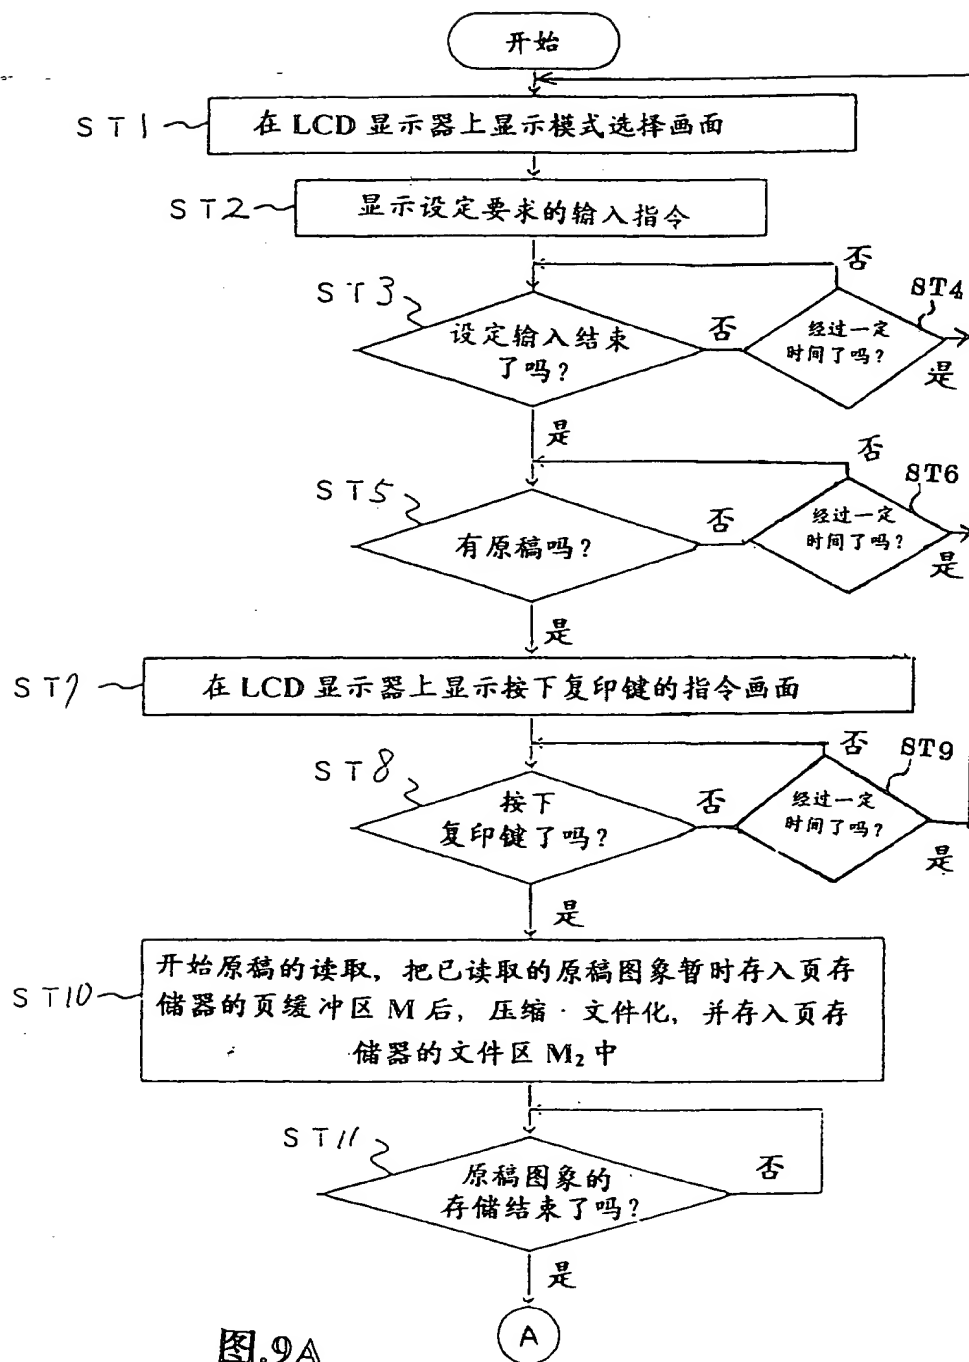 开始
ST1
在 LCD 显示器上显示模式选择画面
ST2
显示设定要求的输入指令
否
ST3
ST4
设定输入结束
了吗?
否
经过一定
时间了吗?
是
是
否
ST5
ST6
有原稿吗?
否
经过一定
时间了吗?
是
是
ST7
在 LCD 显示器上显示按下复印键的指令画面
否
ST8
ST9
按下
复印键了吗?
否
经过一定
时间了吗?
是
是
ST10
开始原稿的读取, 把已读取的原稿图象暂时存入页存
储器的页缓冲区 M 后, 压缩·文件化, 并存入页存
储器的文件区 M₂ 中
ST11
原稿图象的
存储结束了吗?
否
是
A
图.9A